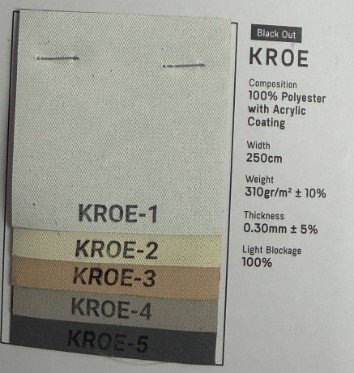 Black Out
KROE
Composition
100% Polyester
with Acrylic
Coating
Width
250cm
Weight
310gr/m² ± 10%
Thickness
0.30mm ± 5%
Light Blockage
100%
KROE-1
KROE-2
KROE-3
KROE-4
KROE-5